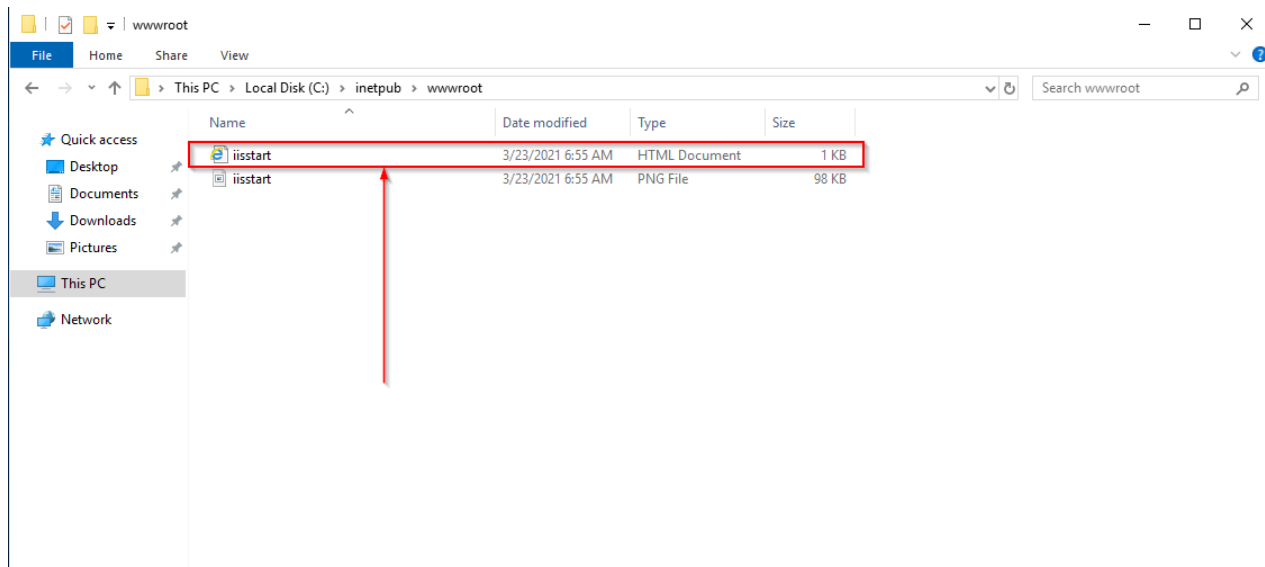 wwwroot
File Home Share View
This PC > Local Disk (C:) > inetpub > wwwroot
Search wwwroot
Name Date modified Type Size
Quick access
Desktop
Documents
Downloads
Pictures
This PC
Network
iisstart 3/23/2021 6:55 AM HTML Document 1 KB
iisstart 3/23/2021 6:55 AM PNG File 98 KB